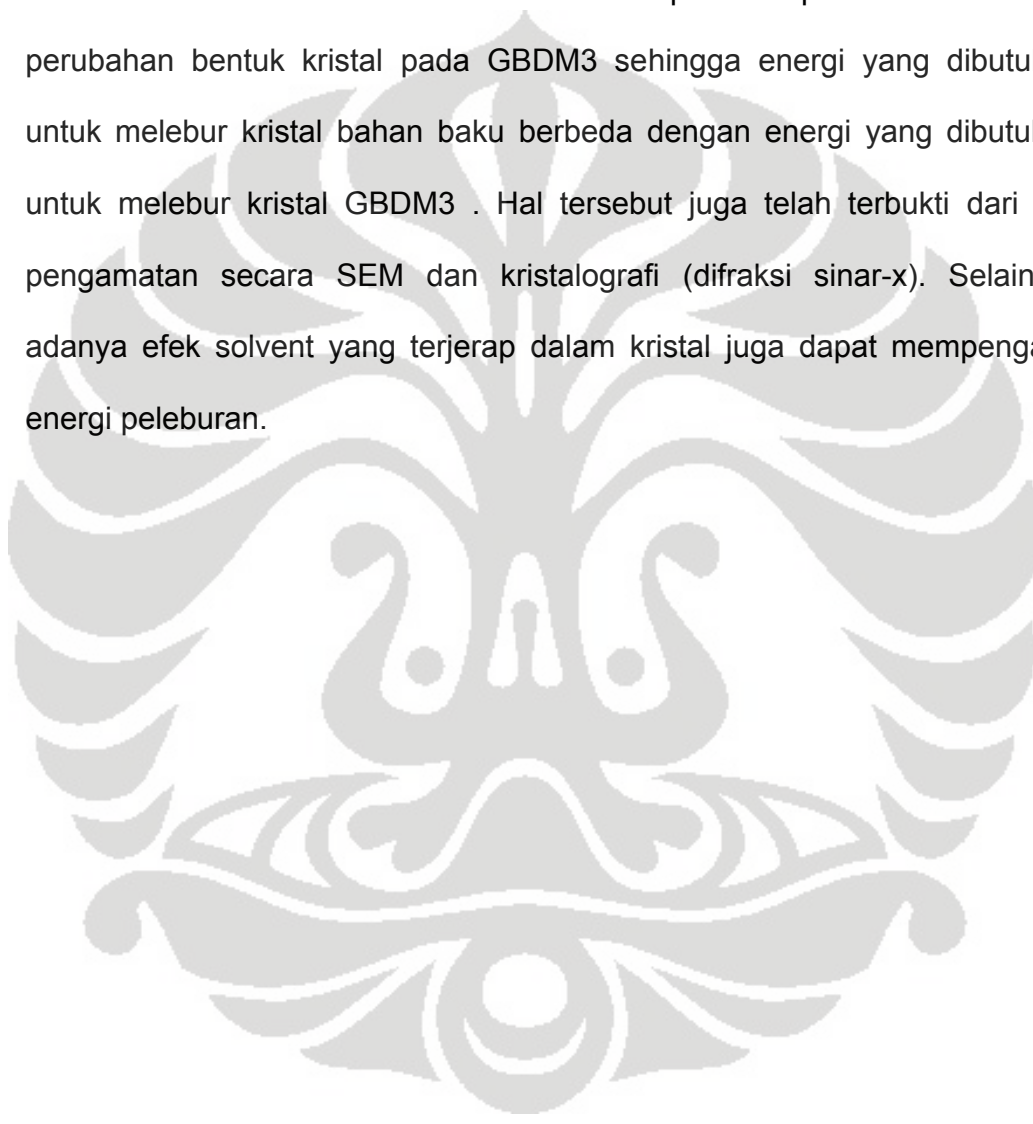 perubahan bentuk kristal pada GBDM3 sehingga energi yang dibutu
untuk melebur kristal bahan baku berbeda dengan energi yang dibutul
untuk melebur kristal GBDM3 . Hal tersebut juga telah terbukti dari
pengamatan secara SEM dan kristalografi (difraksi sinar-x). Selain
adanya efek solvent yang terjerap dalam kristal juga dapat mempenga
energi peleburan.